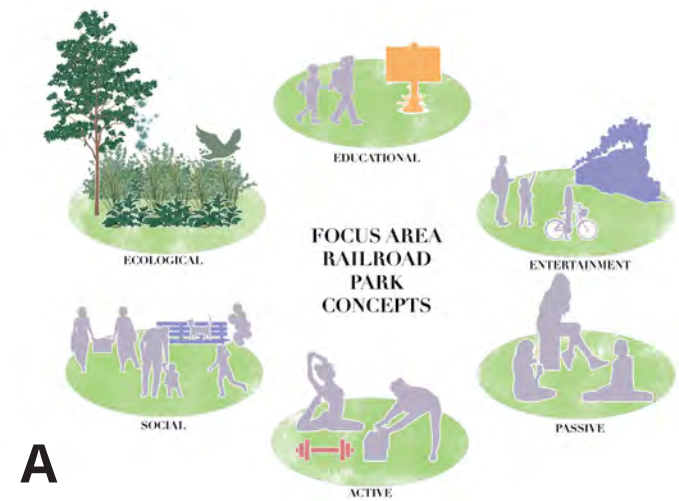 EDUCATIONAL
ECOLOGICAL
FOCUS AREA
RAILROAD
PARK
CONCEPTS
ENTERTAINMENT
SOCIAL
PASSIVE
ACTIVE
A